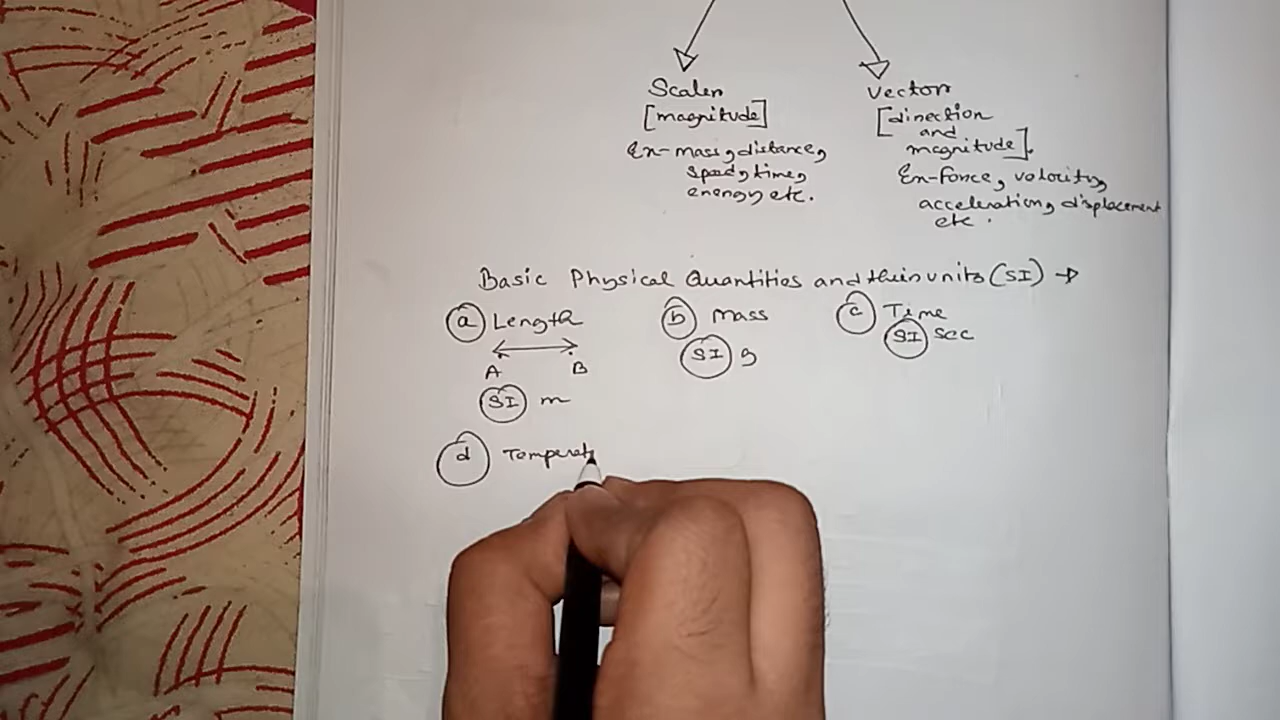 Scaler
[magnitude]
Ex- mass, distance,
speed, time,
energy etc.
Vector
[direction
and
magnitude].
Ex- Force, velocity,
acceleration, displacement
etc.
Basic Physical Quantities and their units (SI) →
a Length
A B
SI m
b mass
SI g
c Time
SI sec
d Temperat